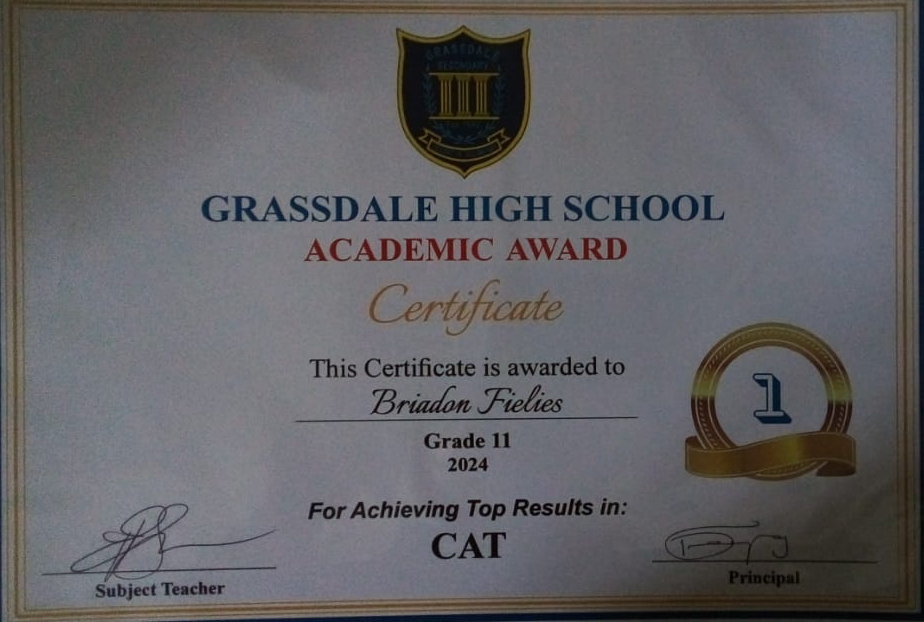 GRASSDALE
SECONDARY
GRASSDALE HIGH SCHOOL
ACADEMIC AWARD
Certificate
This Certificate is awarded to
Briadon Fielies
Grade 11
2024
1
For Achieving Top Results in:
CAT
Subject Teacher
Principal